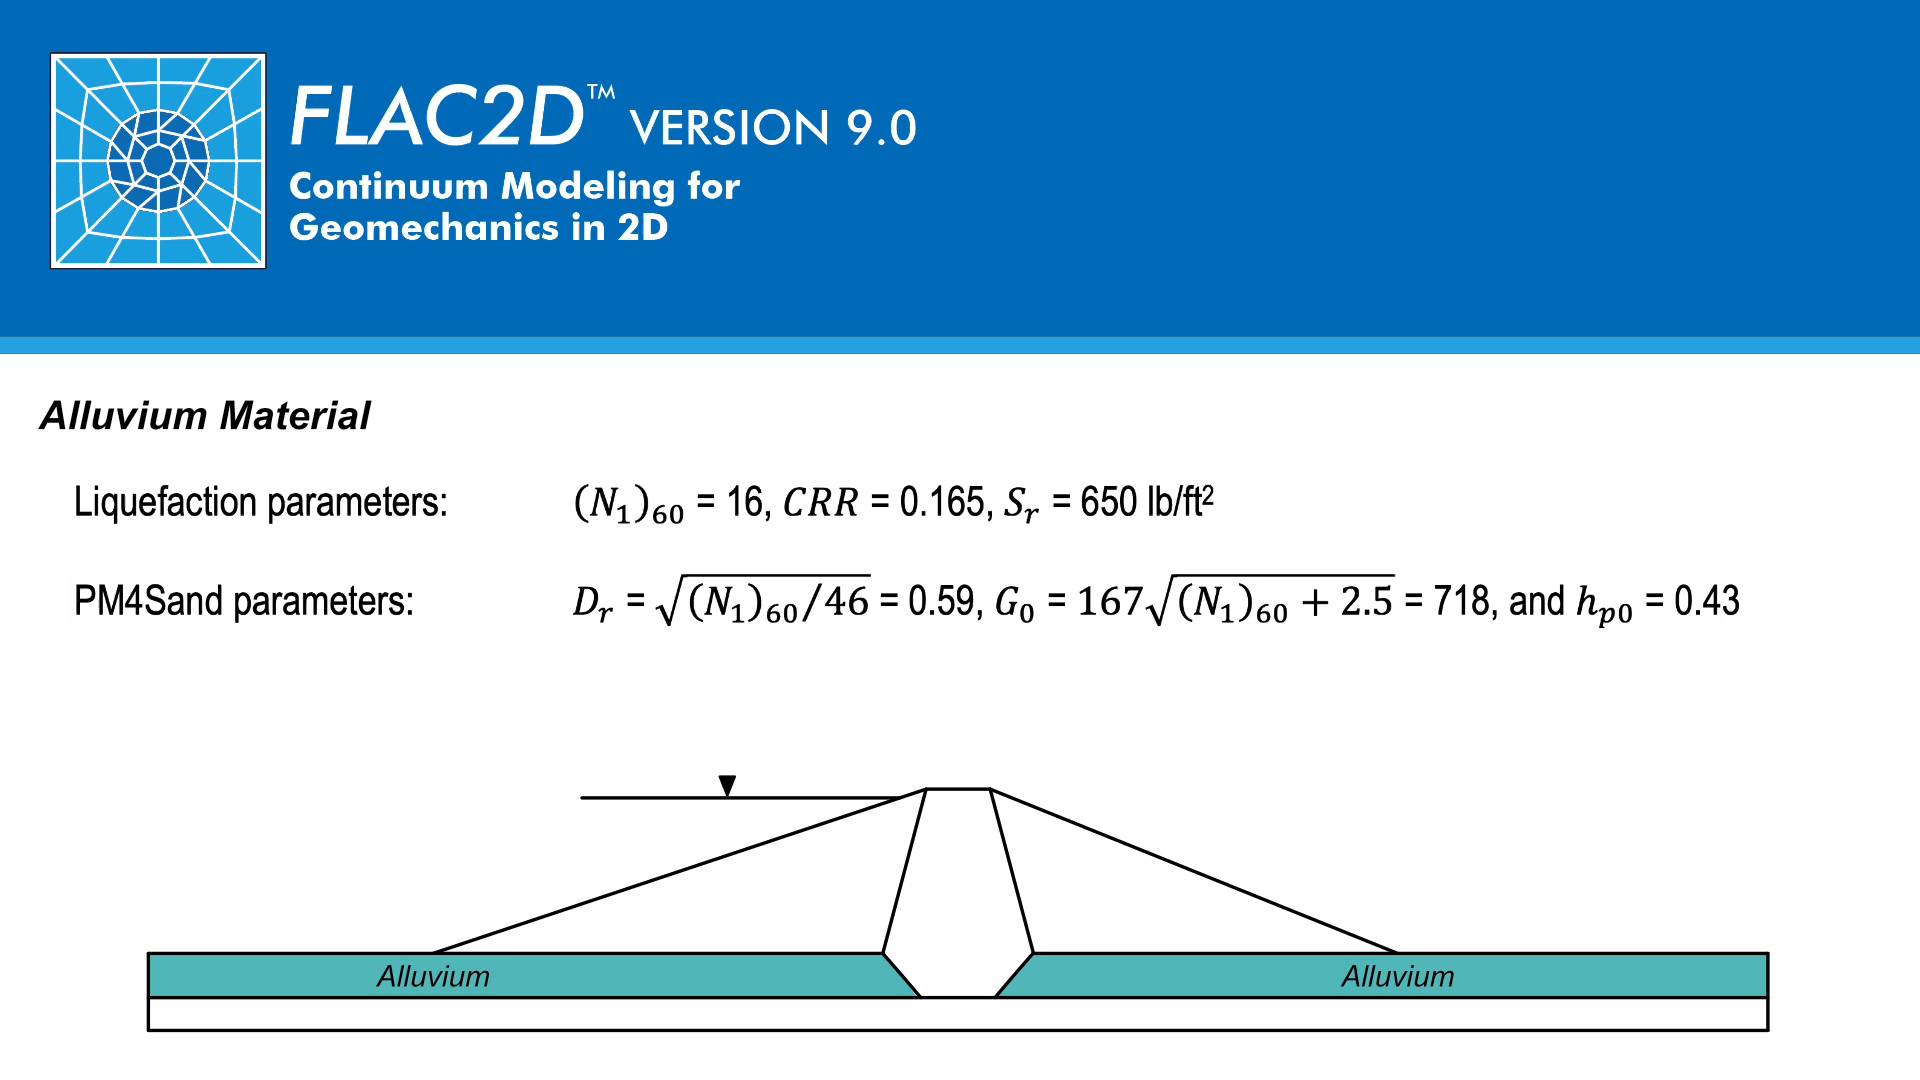 FLAC2D™ VERSION 9.0
Continuum Modeling for
Geomechanics in 2D
Alluvium Material
Liquefaction parameters: (N₁)₆₀ = 16, CRR = 0.165, Sᵣ = 650 lb/ft²
PM4Sand parameters: Dᵣ = √((N₁)₆₀/46) = 0.59, G₀ = 167√((N₁)₆₀ + 2.5) = 718, and hₚ₀ = 0.43
Alluvium Alluvium